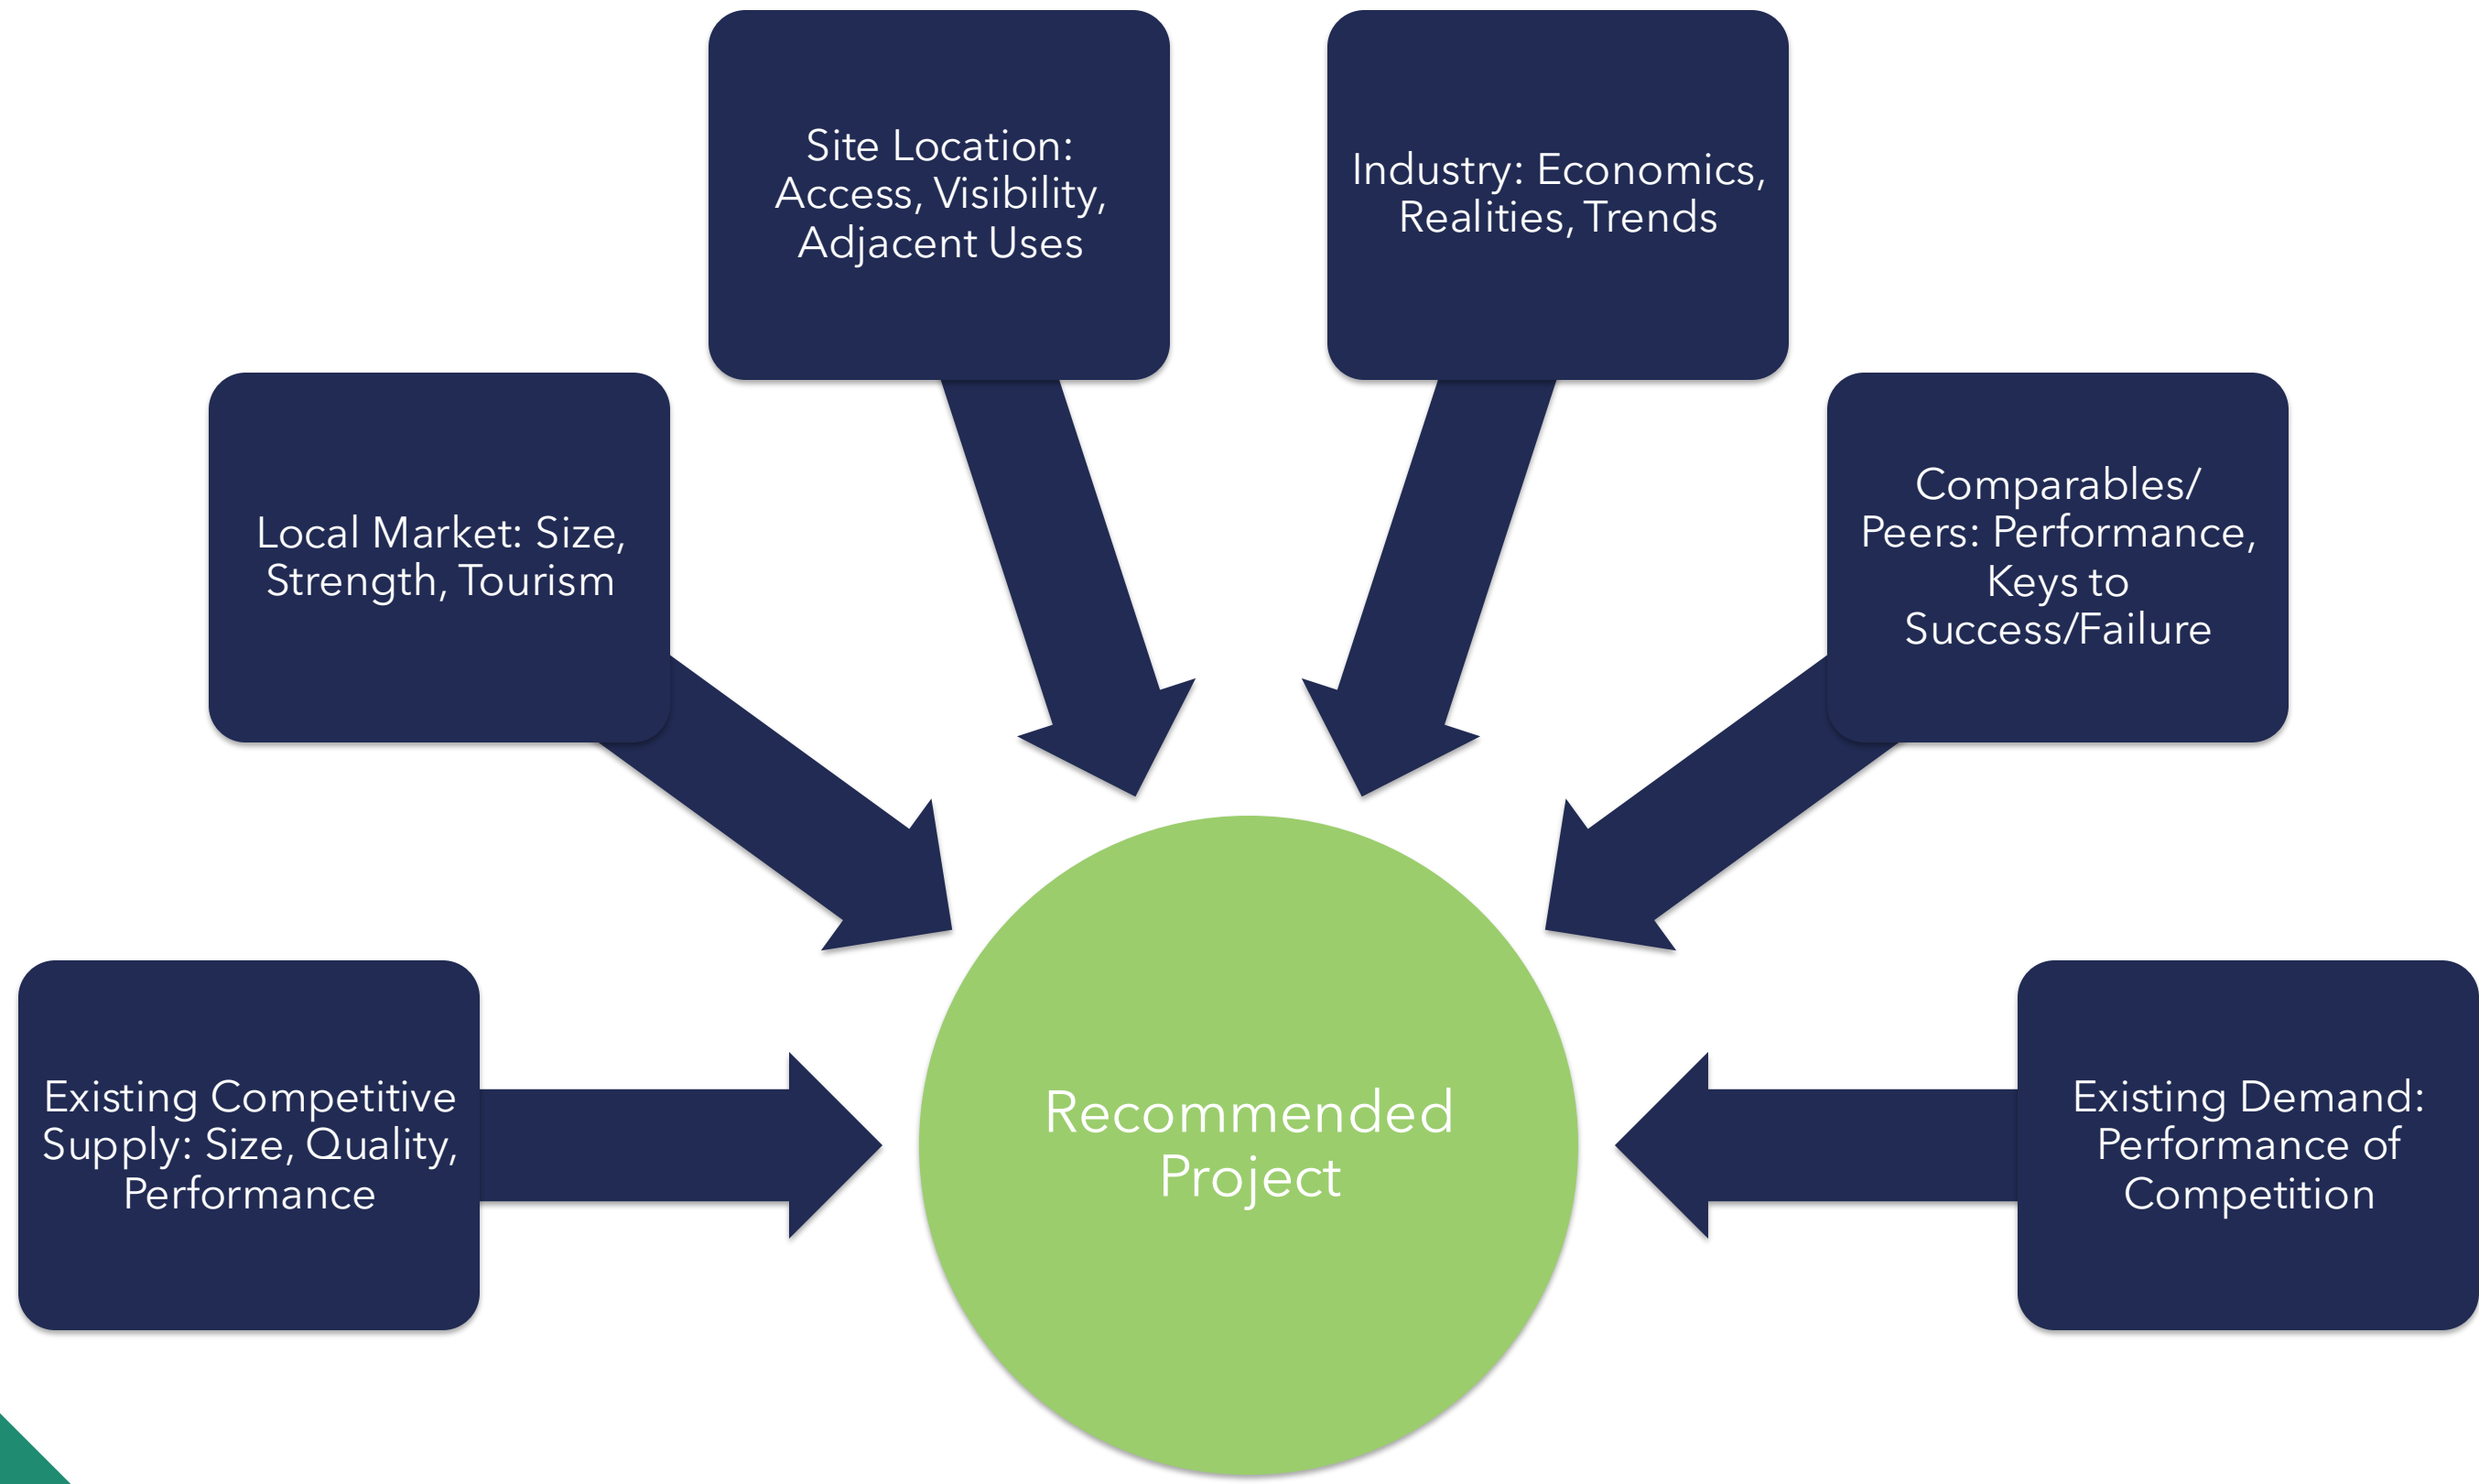 Site Location:
Access, Visibility,
Adjacent Uses
Industry: Economics,
Realities, Trends
Local Market: Size,
Strength, Tourism
Comparables/
Peers: Performance,
Keys to
Success/Failure
Existing Competitive
Supply: Size, Quality,
Performance
Recommended
Project
Existing Demand:
Performance of
Competition